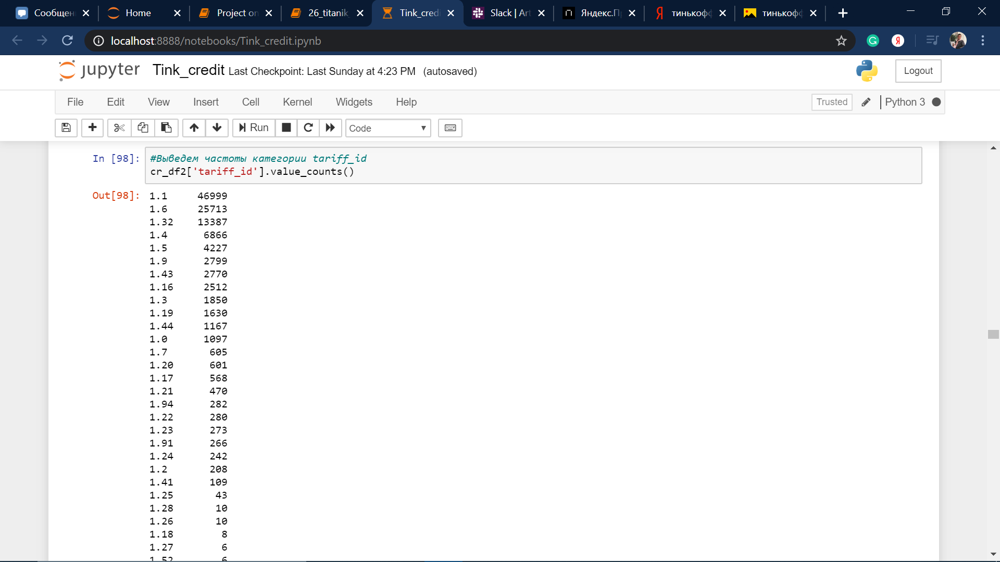 Сообщен
Home
Project on
26_titanik_
Tink_credi
Slack | Art
Яндекс.П
тинькофф
тинькофф
localhost:8888/notebooks/Tink_credit.ipynb
jupyter Tink_credit Last Checkpoint: Last Sunday at 4:23 PM (autosaved)
Logout
File Edit View Insert Cell Kernel Widgets Help
Trusted Python 3
Run Code
In [98]: #Выведем частоты категории tariff_id
cr_df2['tariff_id'].value_counts()
Out[98]: 1.1 46999
1.6 25713
1.32 13387
1.4 6866
1.5 4227
1.9 2799
1.43 2770
1.16 2512
1.3 1850
1.19 1630
1.44 1167
1.0 1097
1.7 605
1.20 601
1.17 568
1.21 470
1.94 282
1.22 280
1.23 273
1.91 266
1.24 242
1.2 208
1.41 109
1.25 43
1.28 10
1.26 10
1.18 8
1.27 6
1.52 6